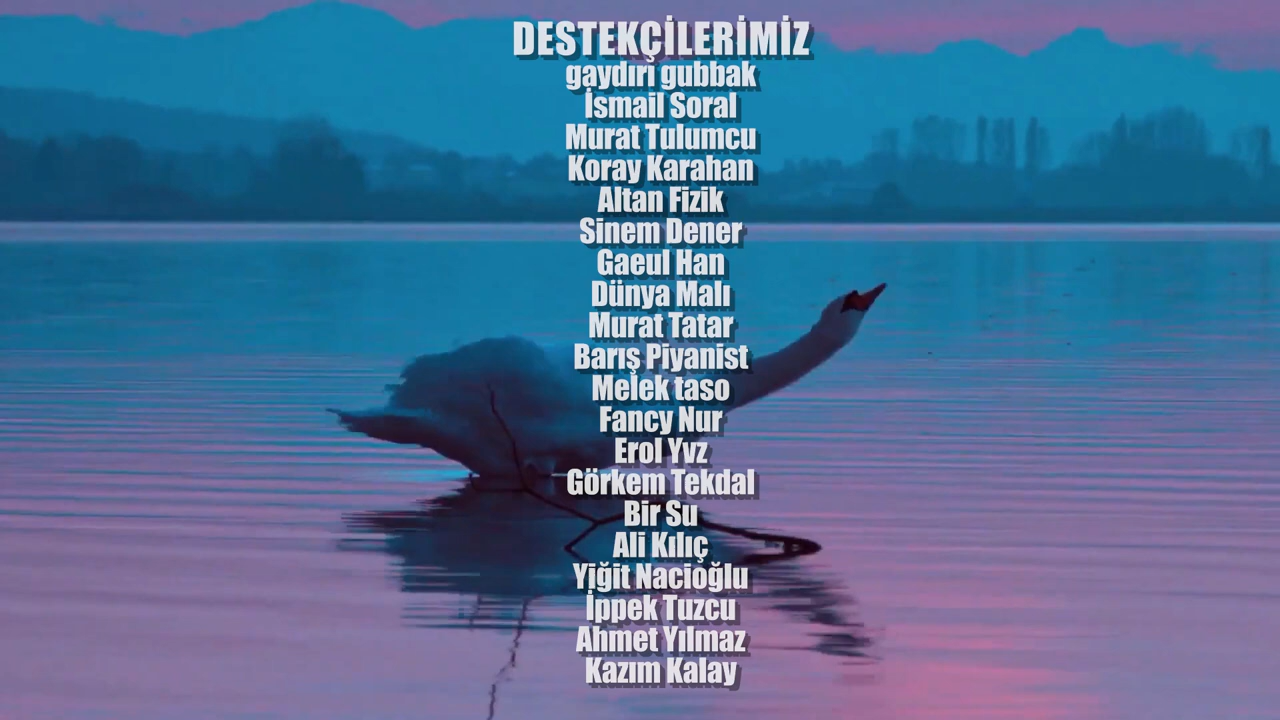 DESTEKÇİLERİMİZ
gaydırı gubbak
İsmail Soral
Murat Tulumcu
Koray Karahan
Altan Fizik
Sinem Dener
Gaeul Han
Dünya Malı
Murat Tatar
Barış Piyanist
Melek taso
Fancy Nur
Erol Yvz
Görkem Tekdal
Bir Su
Ali Kılıç
Yiğit Nacioğlu
İppek Tuzcu
Ahmet Yılmaz
Kazım Kalay